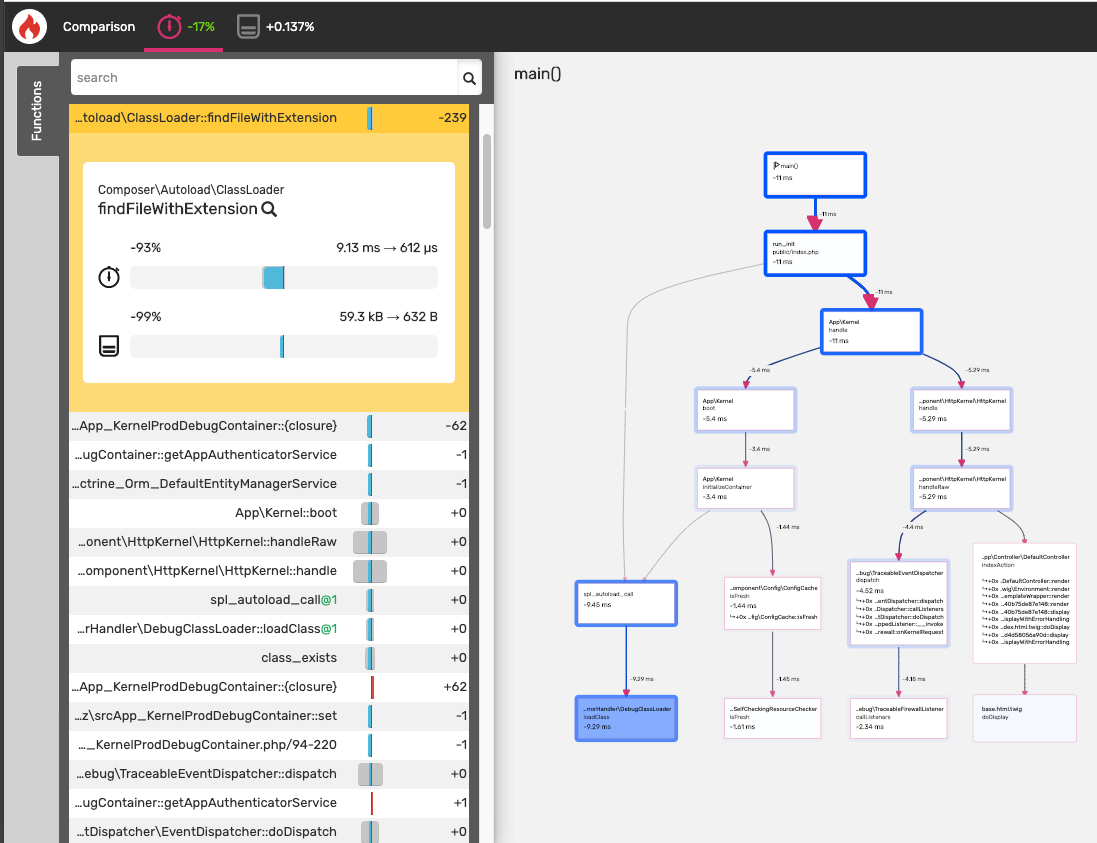 Comparison
-17%
+0.137%
Functions
search
…toload\ClassLoader::findFileWithExtension -239
Composer\Autoload\ClassLoader
findFileWithExtension
-93% 9.13 ms → 612 µs
-99% 59.3 kB → 632 B
…App_KernelProdDebugContainer::{closure} -62
…ugContainer::getAppAuthenticatorService -1
…ctrine_Orm_DefaultEntityManagerService -1
App\Kernel::boot +0
…onent\HttpKernel\HttpKernel::handleRaw +0
…omponent\HttpKernel\HttpKernel::handle +0
spl_autoload_call@1 +0
…rHandler\DebugClassLoader::loadClass@1 +0
class_exists +0
…App_KernelProdDebugContainer::{closure} +62
…z\srcApp_KernelProdDebugContainer::set -1
…_KernelProdDebugContainer.php/94-220 -1
…ebug\TraceableEventDispatcher::dispatch +0
…ugContainer::getAppAuthenticatorService +1
…tDispatcher\EventDispatcher::doDispatch +0
main()
main()
-11 ms
-11 ms
run_init
public/index.php
-11 ms
-11 ms
App\Kernel
handle
-11 ms
-5.4 ms
-5.29 ms
App\Kernel
boot
-5.4 ms
…ponent\HttpKernel\HttpKernel
handle
-5.29 ms
-3.4 ms
-5.29 ms
App\Kernel
initializeContainer
-3.4 ms
…ponent\HttpKernel\HttpKernel
handleRaw
-5.29 ms
-1.44 ms
-4.4 ms
spl_autoload_call
-9.45 ms
…omponent\Config\ConfigCache
isFresh
-1.44 ms
↪+0x …fig\ConfigCache::isFresh
…bug\TraceableEventDispatcher
dispatch
-4.52 ms
↪+0x …entDispatcher::dispatch
↪+0x …Dispatcher::callListeners
↪+0x …tDispatcher::doDispatch
↪+0x …ppedListener::__invoke
↪+0x …rewall::onKernelRequest
…pp\Controller\DefaultController
indexAction
↪+0x …DefaultController::render
↪+0x …wig\Environment::render
↪+0x …emplateWrapper::render
↪+0x …40b75de87e148::render
↪+0x …40b75de87e148::display
↪+0x …isplayWithErrorHandling
↪+0x …dex.html.twig::doDisplay
↪+0x …d4d58056a90d::display
↪+0x …isplayWithErrorHandling
-9.29 ms
-1.45 ms
-4.18 ms
…rrorHandler\DebugClassLoader
loadClass
-9.29 ms
…SelfCheckingResourceChecker
isFresh
-1.61 ms
…ebug\TraceableFirewallListener
callListeners
-2.34 ms
base.html.twig
doDisplay